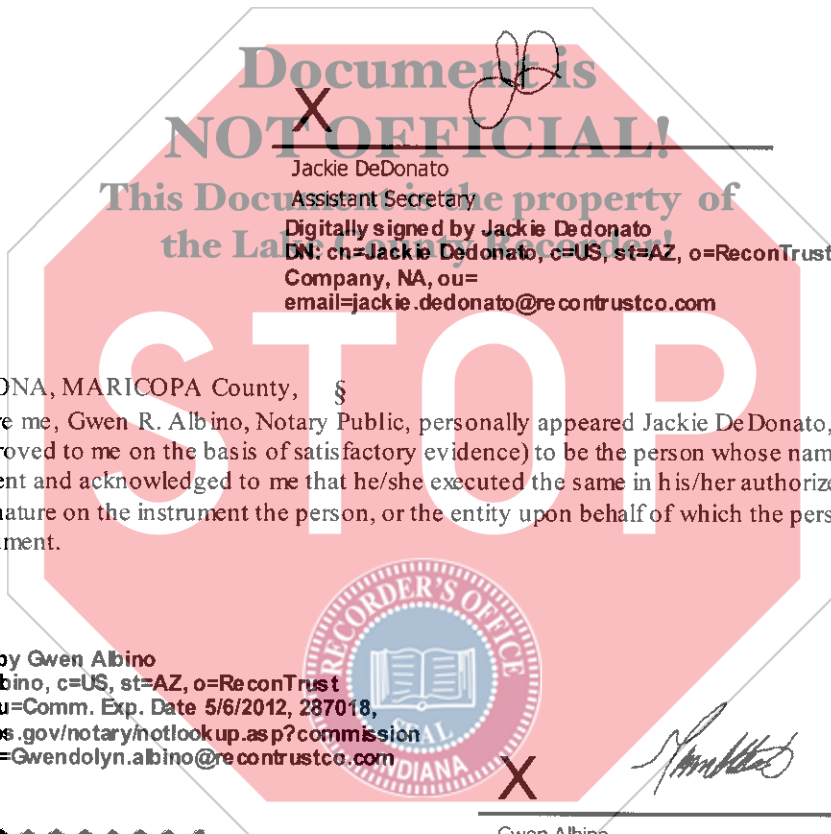 Document is
NOT OFFICIAL!
This Document is the property of
the Lake County Recorder!
X
Jackie DeDonato
Assistant Secretary
Digitally signed by Jackie Dedonato
DN: cn=Jackie Dedonato, c=US, st=AZ, o=ReconTrust
Company, NA, ou=
email=jackie.dedonato@recontrustco.com
STOP
ONA, MARICOPA County, §
e me, Gwen R. Albino, Notary Public, personally appeared Jackie DeDonato,
roved to me on the basis of satisfactory evidence) to be the person whose nam
ent and acknowledged to me that he/she executed the same in his/her authorize
nature on the instrument the person, or the entity upon behalf of which the pers
ment.
RECORDER'S OFFICE
SEAL
INDIANA
by Gwen Albino
bino, c=US, st=AZ, o=ReconTrust
u=Comm. Exp. Date 5/6/2012, 287018,
os.gov/notary/notlookup.asp?commission
=Gwendolyn.albino@recontrustco.com
X
Gwen Albino